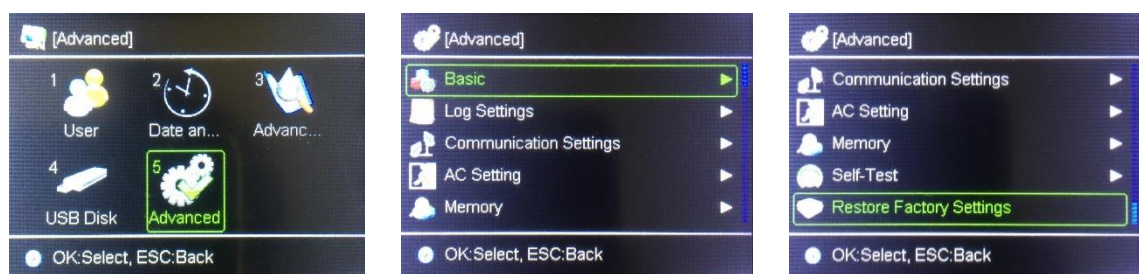 [Advanced]
1
2
3
User
Date an...
Advanc...
4
5
USB Disk
Advanced
OK:Select, ESC:Back
[Advanced]
Basic
Log Settings
Communication Settings
AC Setting
Memory
OK:Select, ESC:Back
[Advanced]
Communication Settings
AC Setting
Memory
Self-Test
Restore Factory Settings
OK:Select, ESC:Back